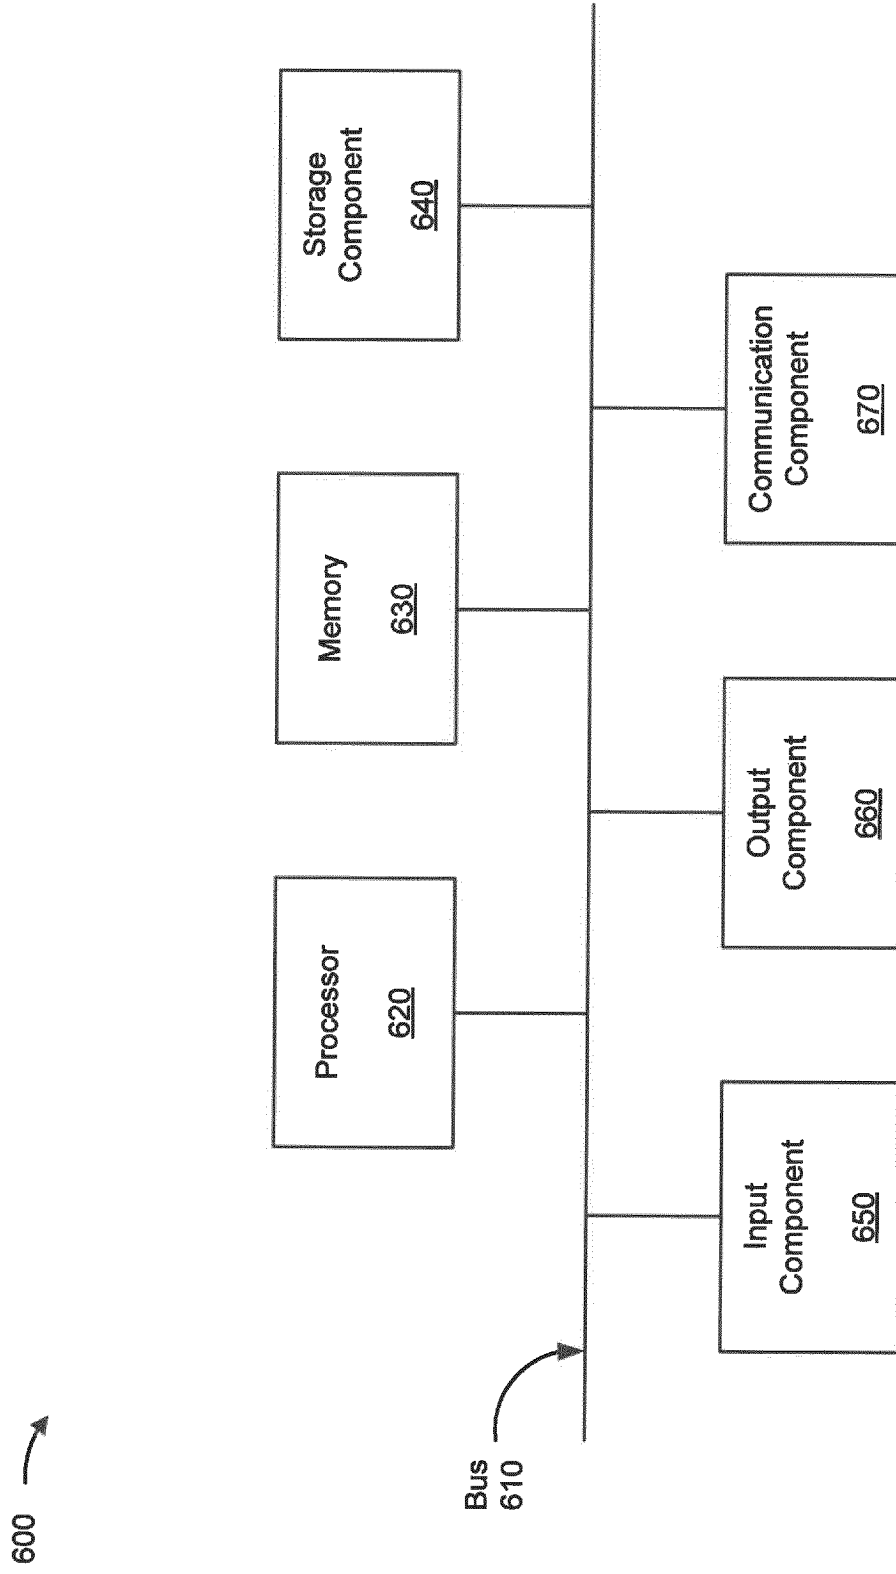 600
Bus
610
Processor
620
Memory
630
Storage
Component
640
Input
Component
650
Output
Component
660
Communication
Component
670